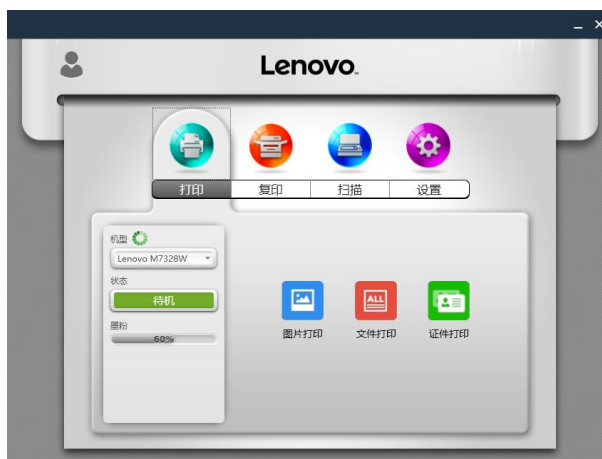 Lenovo
打印 复印 扫描 设置
机型
Lenovo M7328W
状态
待机
墨粉
60%
ALL
图片打印 文件打印 证件打印